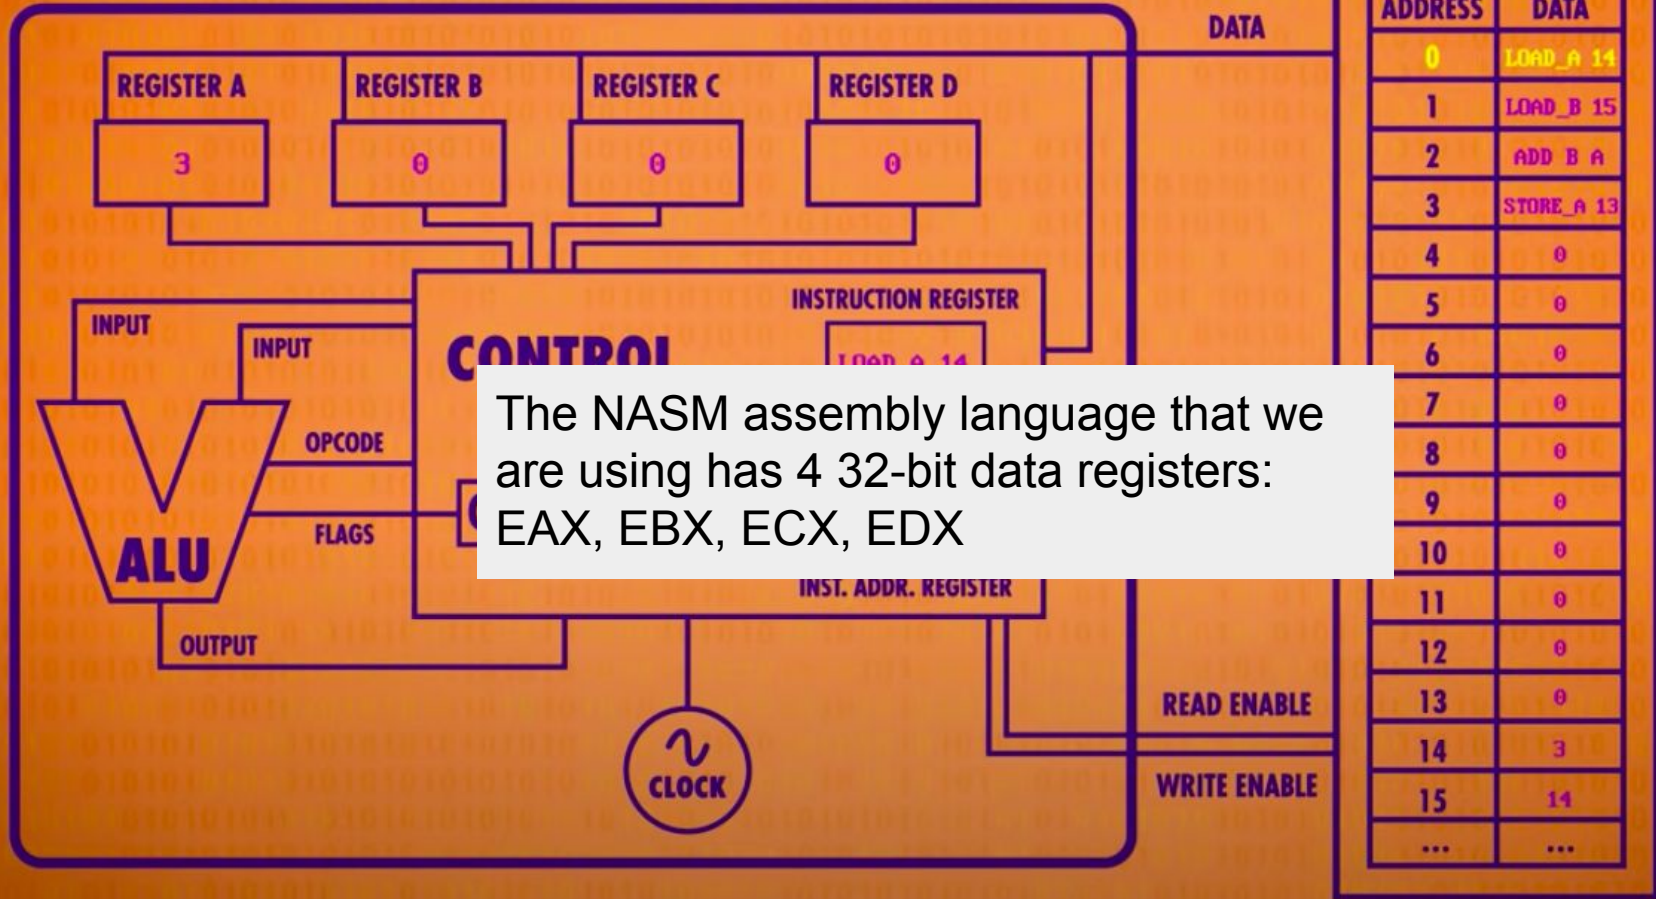 DATA
ADDRESS DATA
REGISTER A REGISTER B REGISTER C REGISTER D
3 0 0 0
0 LOAD_A 14
1 LOAD_B 15
2 ADD B A
3 STORE_A 13
4 0
5 0
6 0
7 0
8 0
9 0
10 0
11 0
12 0
13 0
14 3
15 14
... ...
INPUT
INPUT
CONTROL
INSTRUCTION REGISTER
LOAD_A 14
The NASM assembly language that we
are using has 4 32-bit data registers:
EAX, EBX, ECX, EDX
OPCODE
FLAGS
ALU
OUTPUT
INST. ADDR. REGISTER
CLOCK
READ ENABLE
WRITE ENABLE